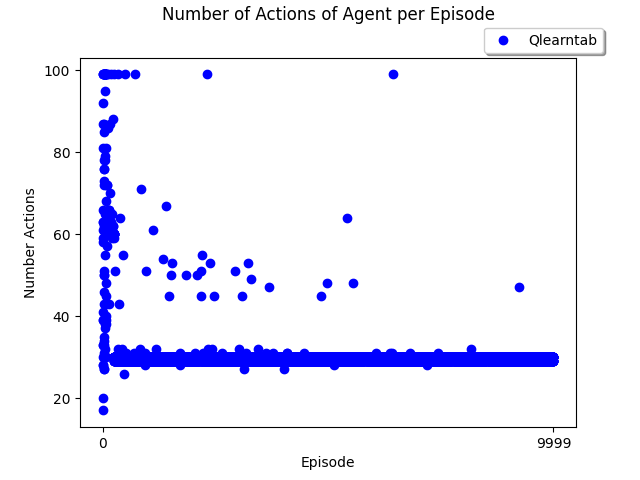 Number of Actions of Agent per Episode
Qlearntab
100
80
60
40
20
Number Actions
0
9999
Episode